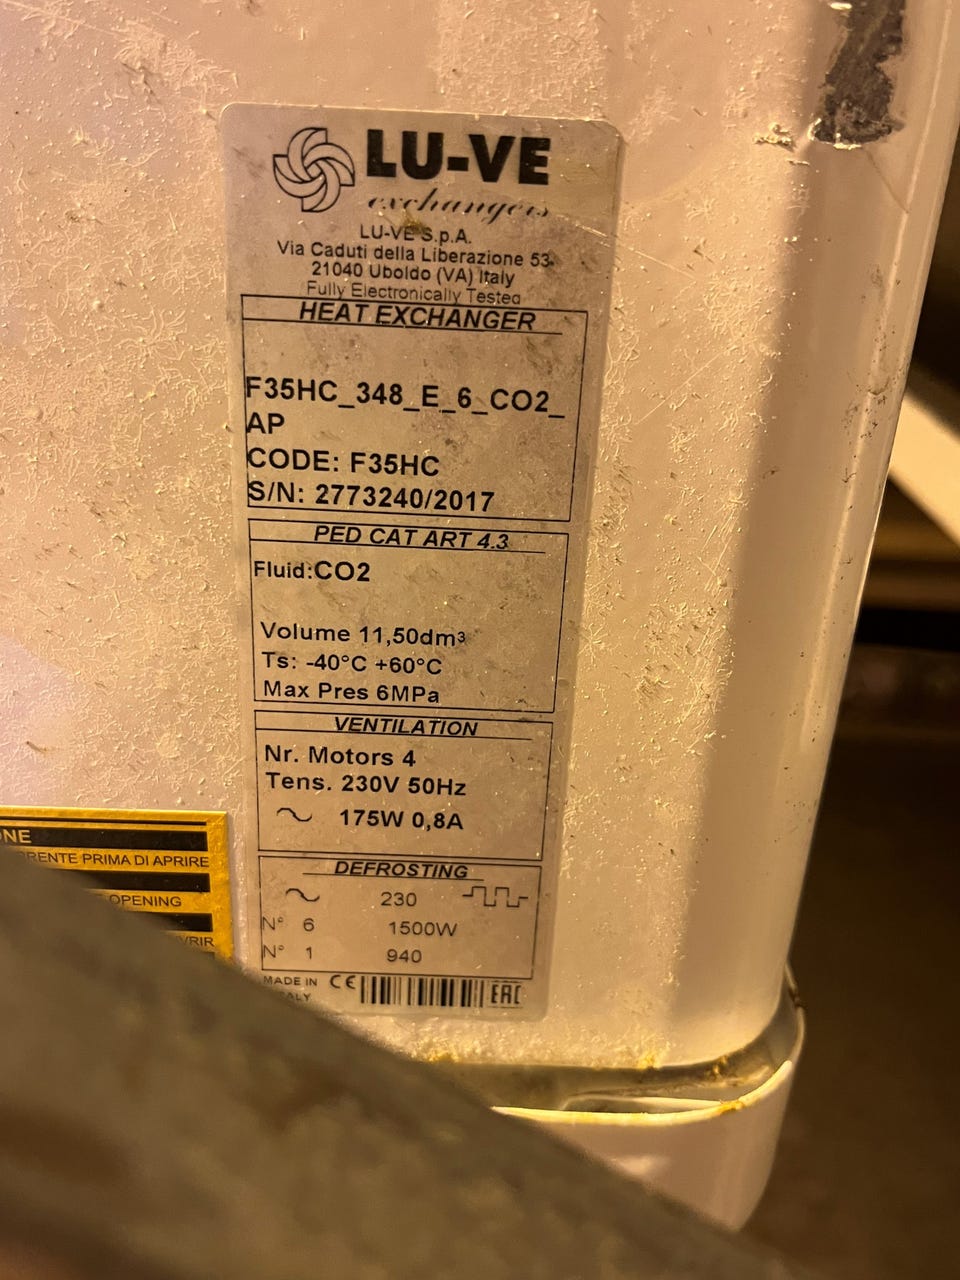 LU-VE
exchangers
LU-VE S.p.A.
Via Caduti della Liberazione 53
21040 Uboldo (VA) Italy
Fully Electronically Tested
HEAT EXCHANGER
F35HC_348_E_6_CO2_
AP
CODE: F35HC
S/N: 2773240/2017
PED CAT ART 4.3
Fluid:CO2
Volume 11,50dm³
Ts: -40°C +60°C
Max Pres 6MPa
VENTILATION
Nr. Motors 4
Tens. 230V 50Hz
175W 0,8A
DEFROSTING
230
N° 6 1500W
N° 1 940
MADE IN CE EAC
ALY
ONE
RENTE PRIMA DI APRIRE
OPENING
VRIR